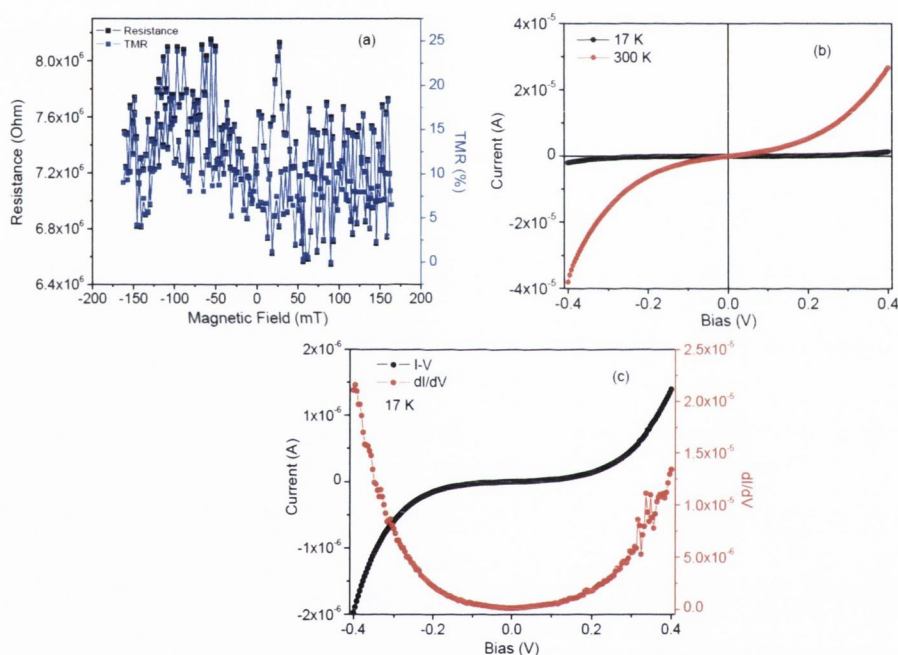 Resistance
TMR
(a)
8.0x10⁶
7.6x10⁶
7.2x10⁶
6.8x10⁶
6.4x10⁶
Resistance (Ohm)
25
20
15
10
5
0
TMR (%)
-200 -150 -100 -50 0 50 100 150 200
Magnetic Field (mT)
17 K
300 K
(b)
4x10⁻⁵
2x10⁻⁵
0
-2x10⁻⁵
-4x10⁻⁵
Current (A)
-0.4 -0.2 0.0 0.2 0.4
Bias (V)
I-V
dI/dV
17 K
(c)
2x10⁻⁶
1x10⁻⁶
0
-1x10⁻⁶
-2x10⁻⁶
Current (A)
2.5x10⁻⁵
2.0x10⁻⁵
1.5x10⁻⁵
1.0x10⁻⁵
5.0x10⁻⁶
0.0
dI/dV
-0.4 -0.2 0.0 0.2 0.4
Bias (V)